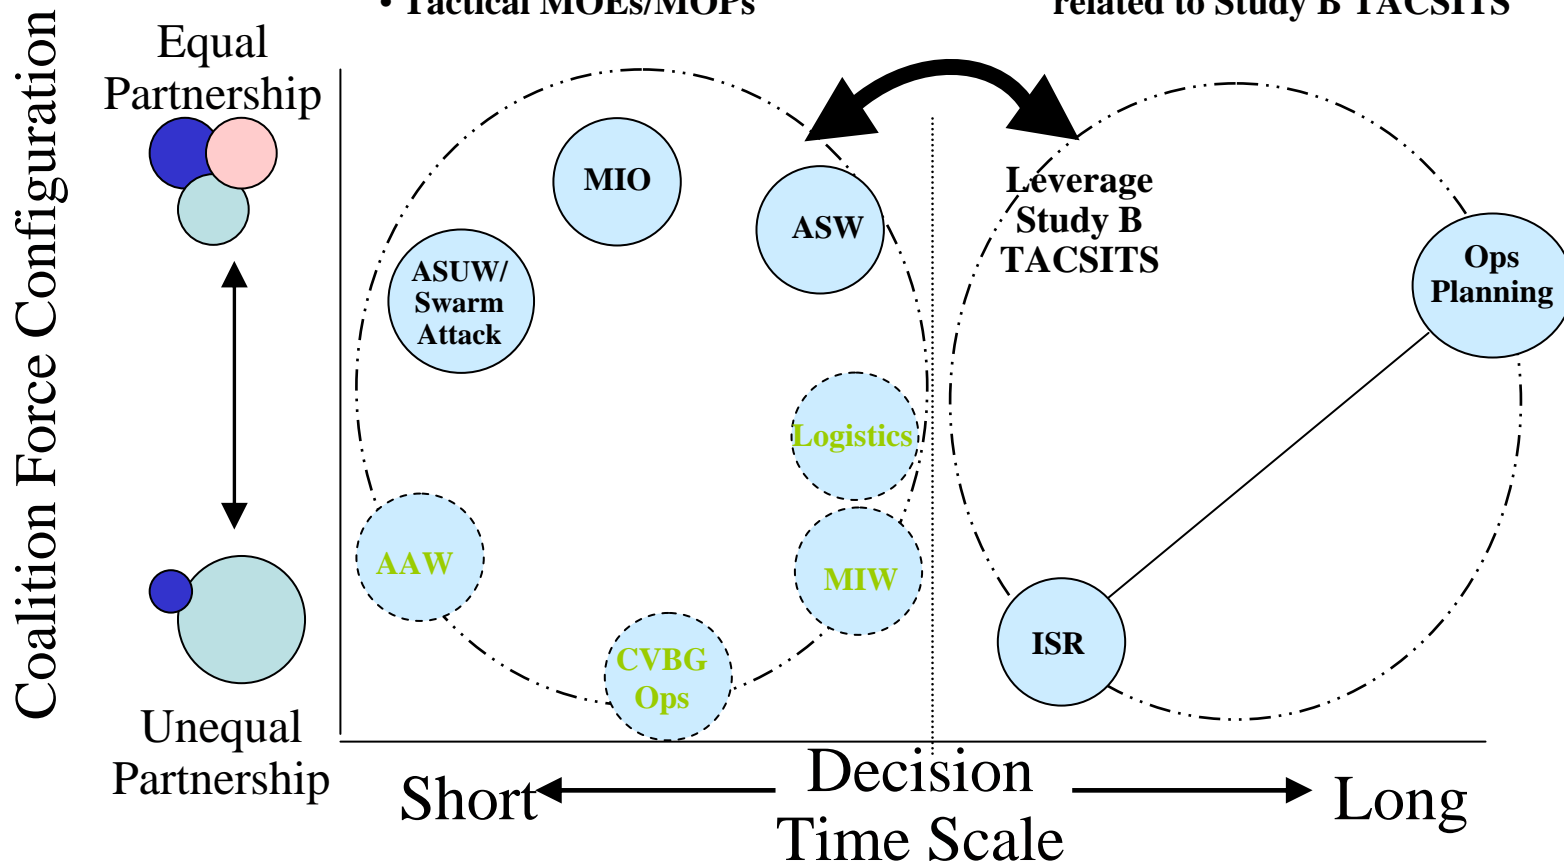 • Tactical MOEs/MOPs
related to Study B TACSITS
Coalition Force Configuration
Equal
Partnership
MIO
ASW
ASUW/
Swarm
Attack
Leverage
Study B
TACSITS
Ops
Planning
Logistics
AAW
MIW
CVBG
Ops
ISR
Unequal
Partnership
Short
Decision
Time Scale
Long